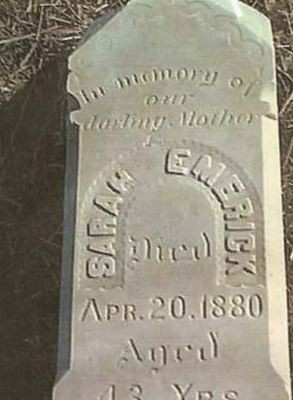 In memory of
our
darling Mother
SARAH EMERICK
Died
APR. 20. 1880
Aged
43 YRS